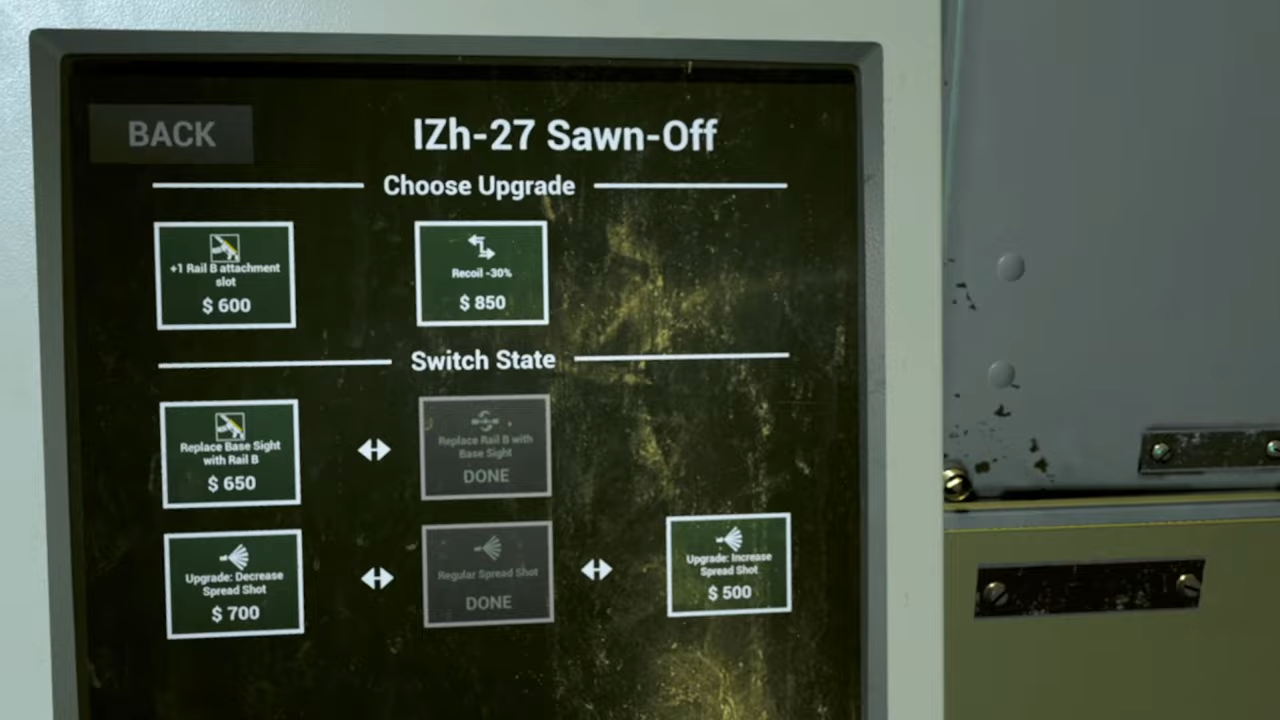 BACK
IZh-27 Sawn-Off
Choose Upgrade
+1 Rail B attachment
slot
$ 600
Recoil -30%
$ 850
Switch State
Replace Base Sight
with Rail B
$ 650
Replace Rail B with
Base Sight
DONE
Upgrade: Decrease
Spread Shot
$ 700
Regular Spread Shot
DONE
Upgrade: Increase
Spread Shot
$ 500